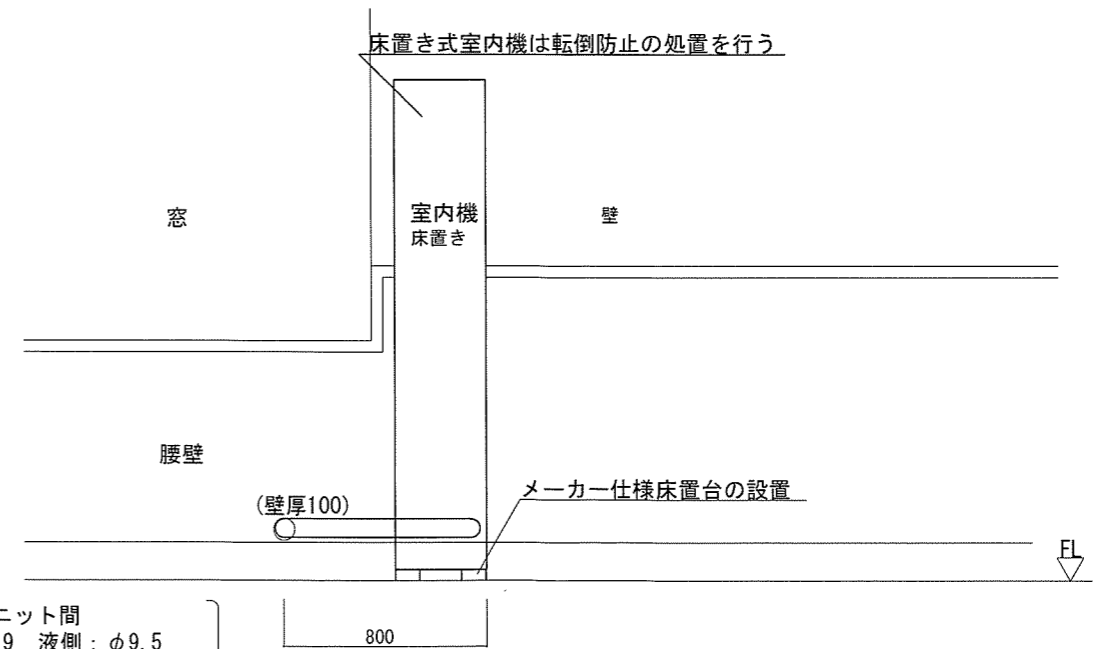 床置き式室内機は転倒防止の処置を行う
窓
室内機
床置き
壁
腰壁
メーカー仕様床置台の設置
(壁厚100)
FL
ニット間
9 液側:φ9.5
800